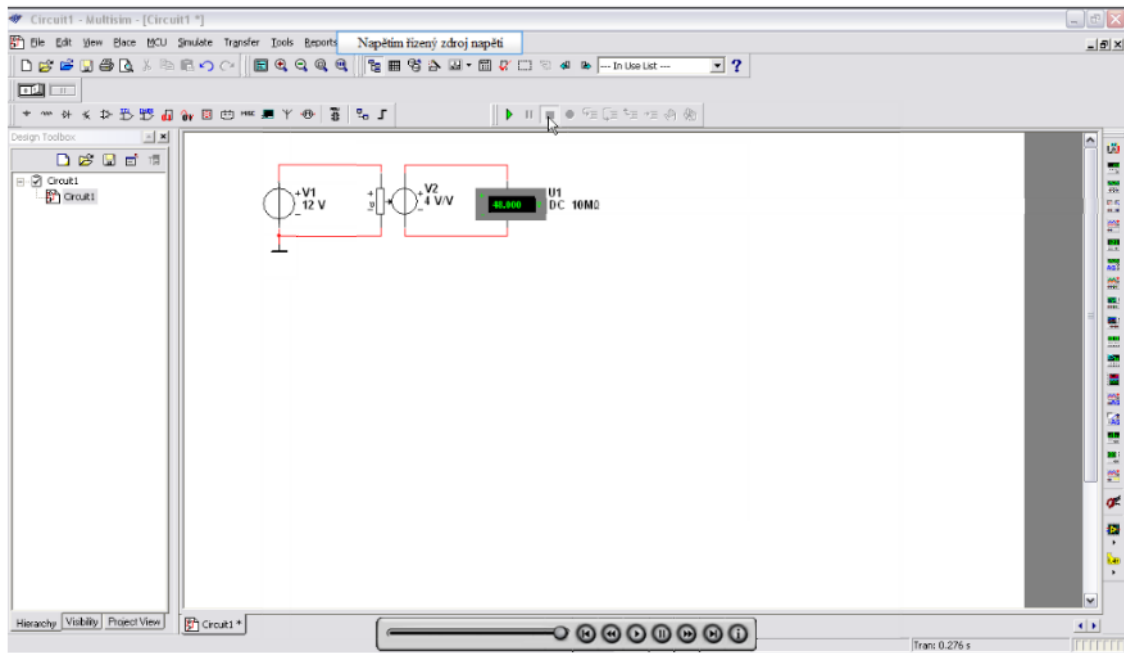 Circuit1 - Multisim - [Circuit1 *]
File Edit View Place MCU Simulate Transfer Tools Reports
Napětím řízený zdroj napětí
--- In Use List ---
Design Toolbox
Circuit1
Circuit1
V1
12 V
V2
4 V/V
48.000
U1
DC 10MΩ
Hierarchy Visibility Project View
Circuit1 *
Tran: 0.276 s